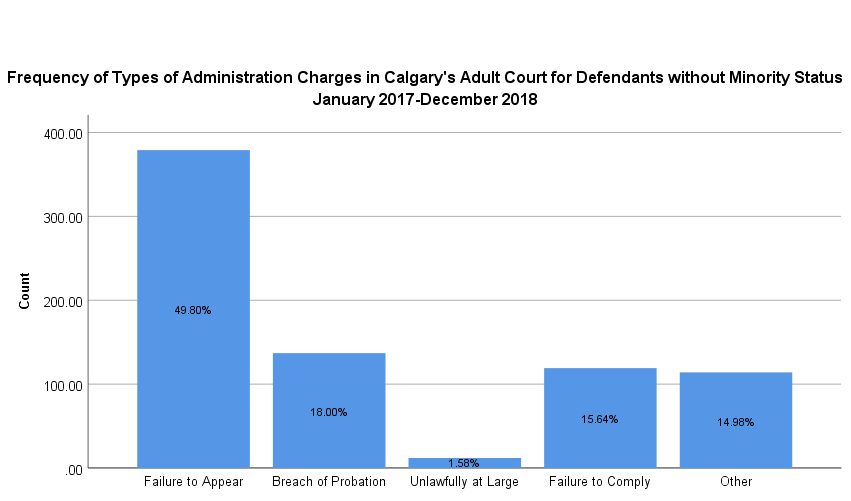 Frequency of Types of Administration Charges in Calgary's Adult Court for Defendants without Minority Status
January 2017-December 2018
400.00
300.00
200.00
100.00
.00
Count
49.80%
18.00%
1.58%
15.64%
14.98%
Failure to Appear
Breach of Probation
Unlawfully at Large
Failure to Comply
Other